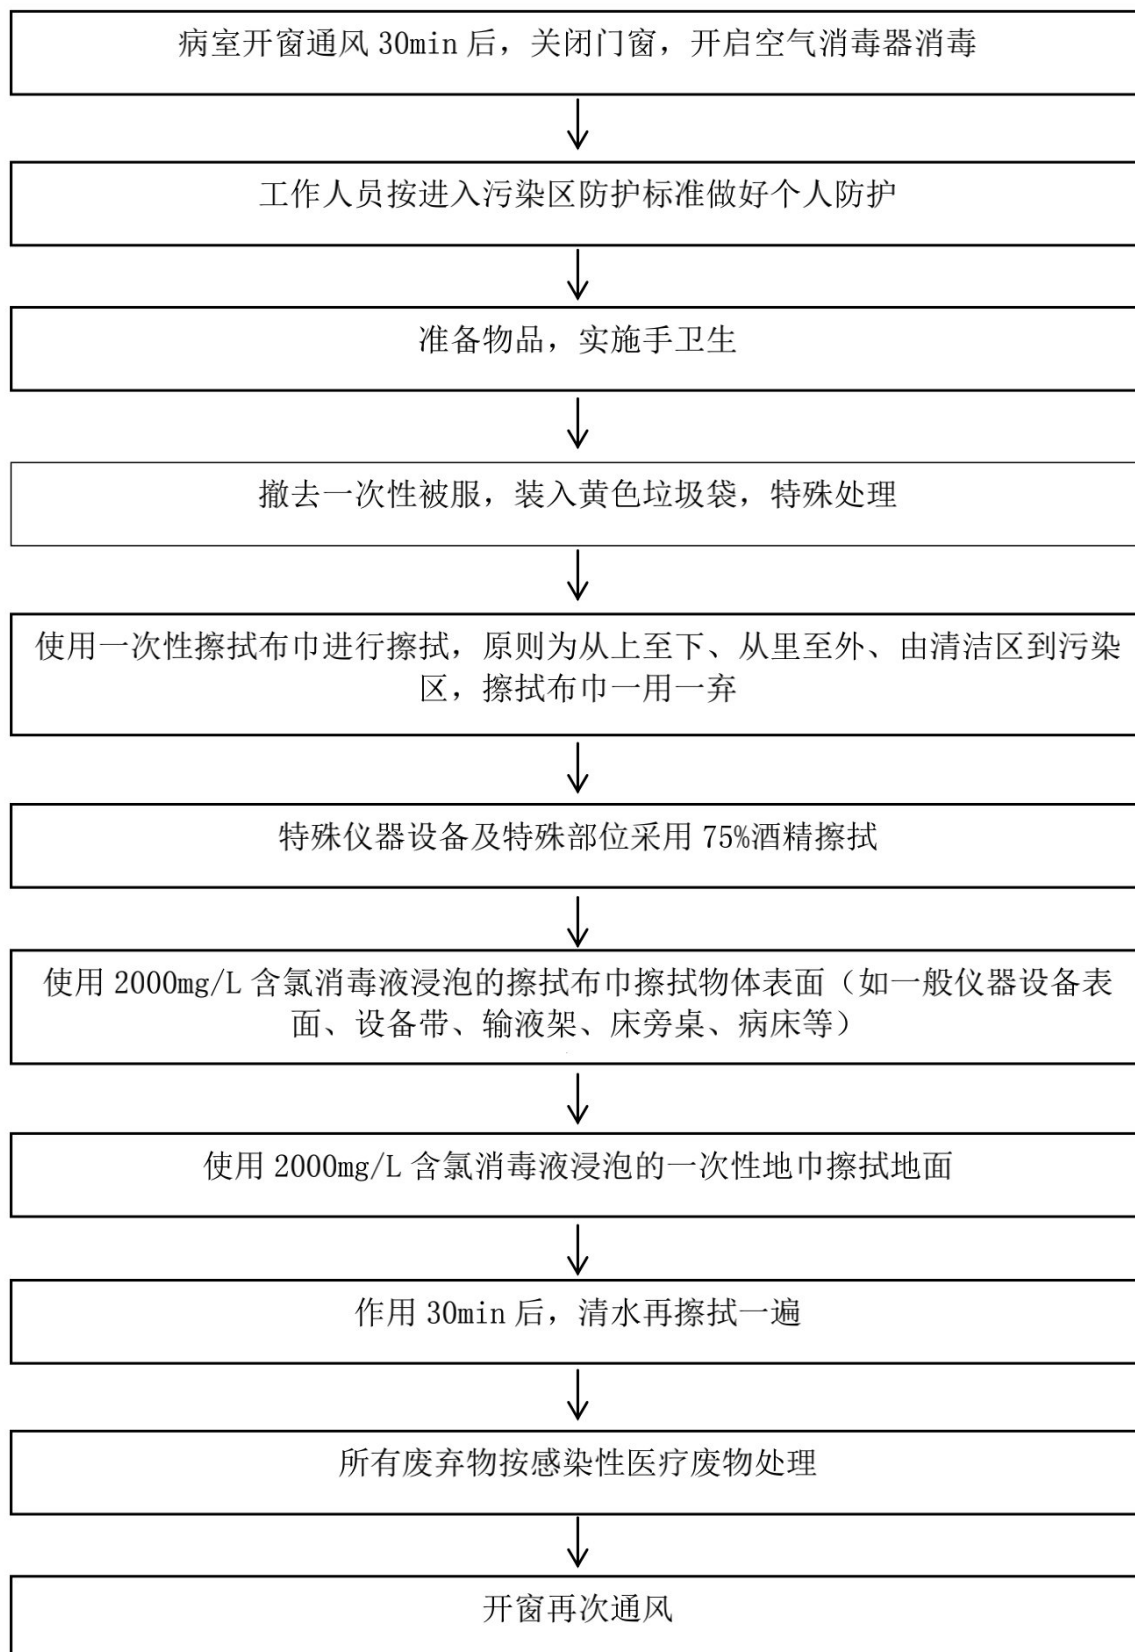 病室开窗通风 30min 后，关闭门窗，开启空气消毒器消毒
工作人员按进入污染区防护标准做好个人防护
准备物品，实施手卫生
撤去一次性被服，装入黄色垃圾袋，特殊处理
使用一次性擦拭布巾进行擦拭，原则为从上至下、从里至外、由清洁区到污染
区，擦拭布巾一用一弃
特殊仪器设备及特殊部位采用 75%酒精擦拭
使用 2000mg/L 含氯消毒液浸泡的擦拭布巾擦拭物体表面（如一般仪器设备表
面、设备带、输液架、床旁桌、病床等）
使用 2000mg/L 含氯消毒液浸泡的一次性地巾擦拭地面
作用 30min 后，清水再擦拭一遍
所有废弃物按感染性医疗废物处理
开窗再次通风